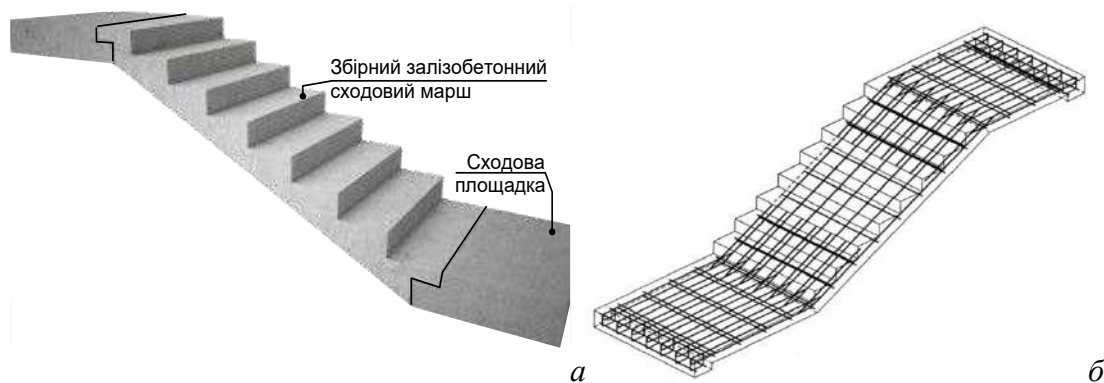 Збірний залізобетонний
сходовий марш
Сходова
площадка
а
б